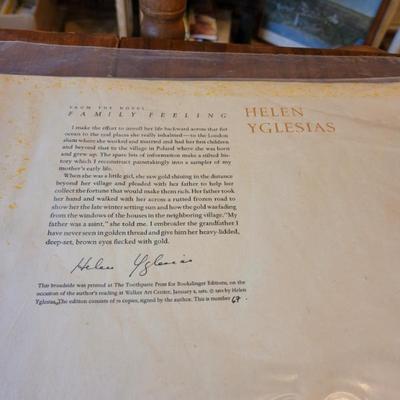 FROM THE NOVEL
FAMILY FEELING
HELEN
YGLESIAS
I make the effort to unroll her life backward across that flat
ocean to the real places she really inhabited—to the London
slum where she worked and married and had her first children
and beyond that to the village in Poland where she was born
and grew up. The spare bits of information make a stilted
history which I reconstruct painstakingly into a sampler of my
mother's early life.
When she was a little girl, she saw gold shining in the distance
beyond her village and pleaded with her father to help her
collect the fortune that would make them rich. Her father took
her hand and walked with her across a rutted frozen road to
show her the late winter setting sun and how the gold was fading
from the windows of the houses in the neighboring village. "My
father was a saint," she told me. I embroider the grandfather I
have never seen in golden thread and give him her heavy-lidded,
deep-set, brown eyes flecked with gold.
Helen Yglesias
This broadside was printed at The Toothpaste Press for Bookslinger Editions, on the
occasion of the author's reading at Walker Art Center, January 2, 1982. © 1980 by Helen
Yglesias. The edition consists of 70 copies, signed by the author. This is number 67.